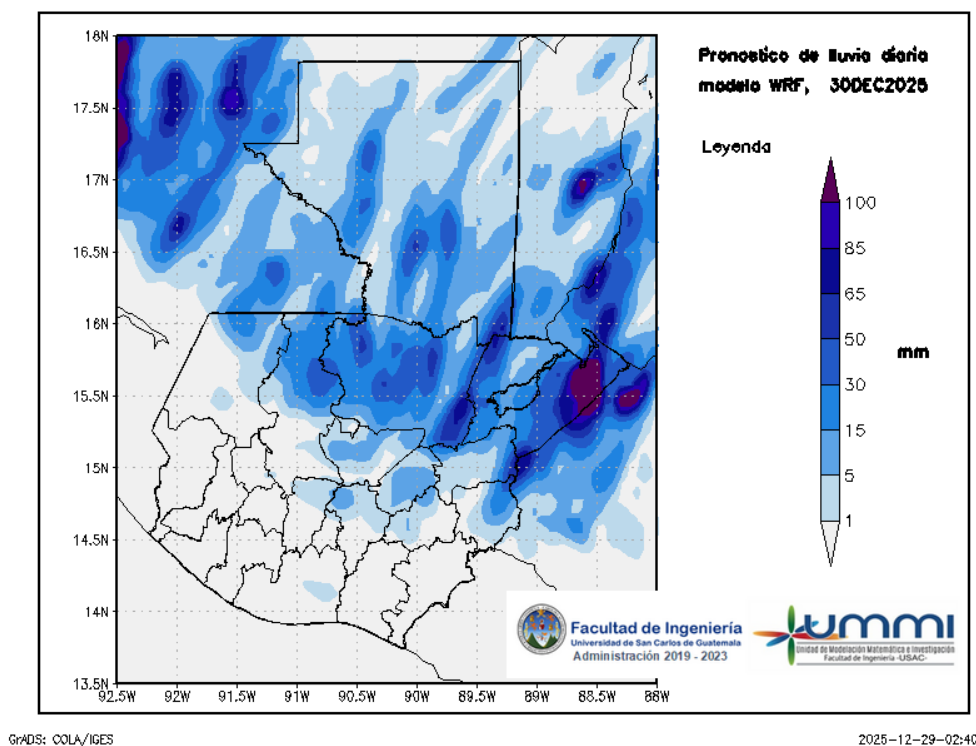 Pronostico de lluvia diaria
modelo WRF, 30DEC2025
Leyenda
100
85
65
50
30
15
5
1
mm
18N
17.5N
17N
16.5N
16N
15.5N
15N
14.5N
14N
13.5N
92.5W 92W 91.5W 91W 90.5W 90W 89.5W 89W 88.5W 88W
Facultad de Ingeniería
Universidad de San Carlos de Guatemala
Administración 2019 - 2023
ummi
Unidad de Modelación Matemática e Investigación
Facultad de Ingeniería -USAC-
GrADS: COLA/IGES
2025-12-29-02:40